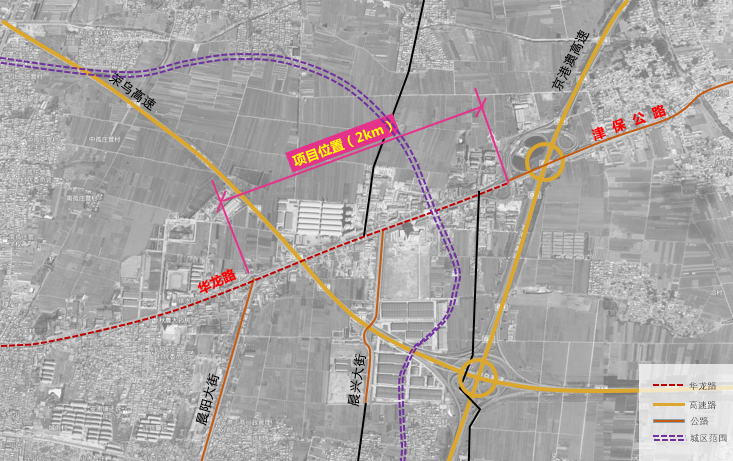 京港澳高速
荣乌高速
津保公路
项目位置（2km）
华龙路
晨阳大街
晨兴大街
华龙路
高速路
公路
城区范围